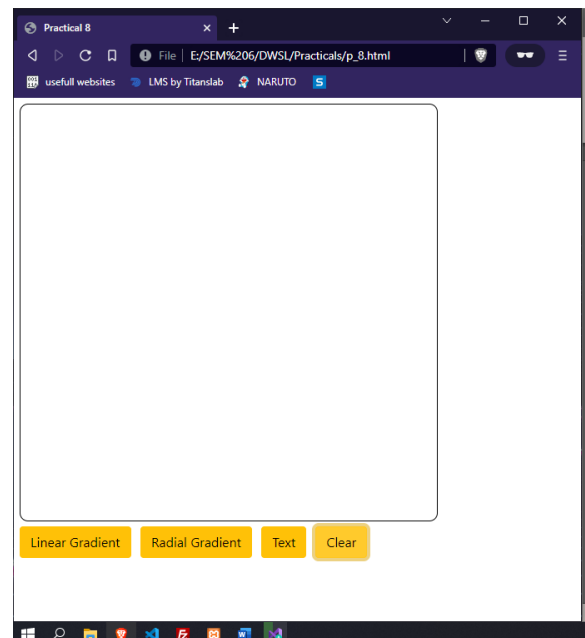 Practical 8
File E:/SEM%206/DWSL/Practicals/p_8.html
usefull websites LMS by Titanslab NARUTO S
Linear Gradient Radial Gradient Text Clear